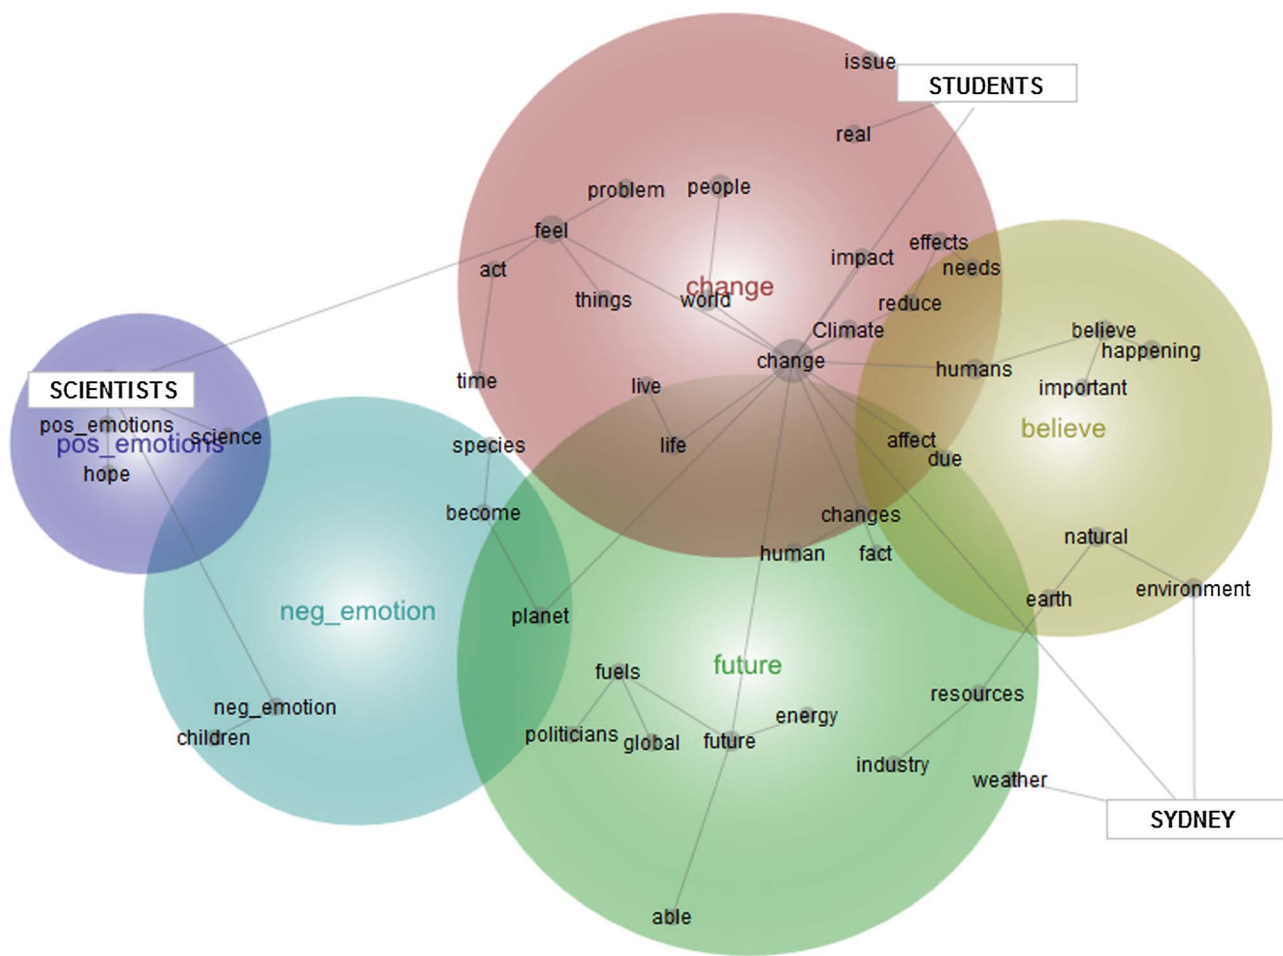 issue
STUDENTS
real
problem
people
feel
effects
impact
needs
act
change
things
world
reduce
Climate
believe
happening
change
humans
time
live
important
SCIENTISTS
pos_emotions
science
pos_emotions
hope
species
life
believe
affect
due
become
changes
natural
human
fact
environment
earth
neg_emotion
planet
future
fuels
resources
neg_emotion
energy
children
politicians
global
future
industry
weather
SYDNEY
able